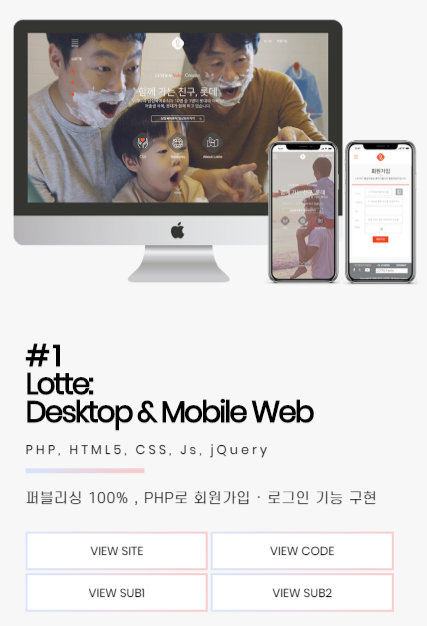 함께 가는 친구, 롯데
회원가입
#1
Lotte:
Desktop & Mobile Web
PHP, HTML5, CSS, Js, jQuery
퍼블리싱 100% , PHP로 회원가입 · 로그인 기능 구현
VIEW SITE
VIEW CODE
VIEW SUB1
VIEW SUB2